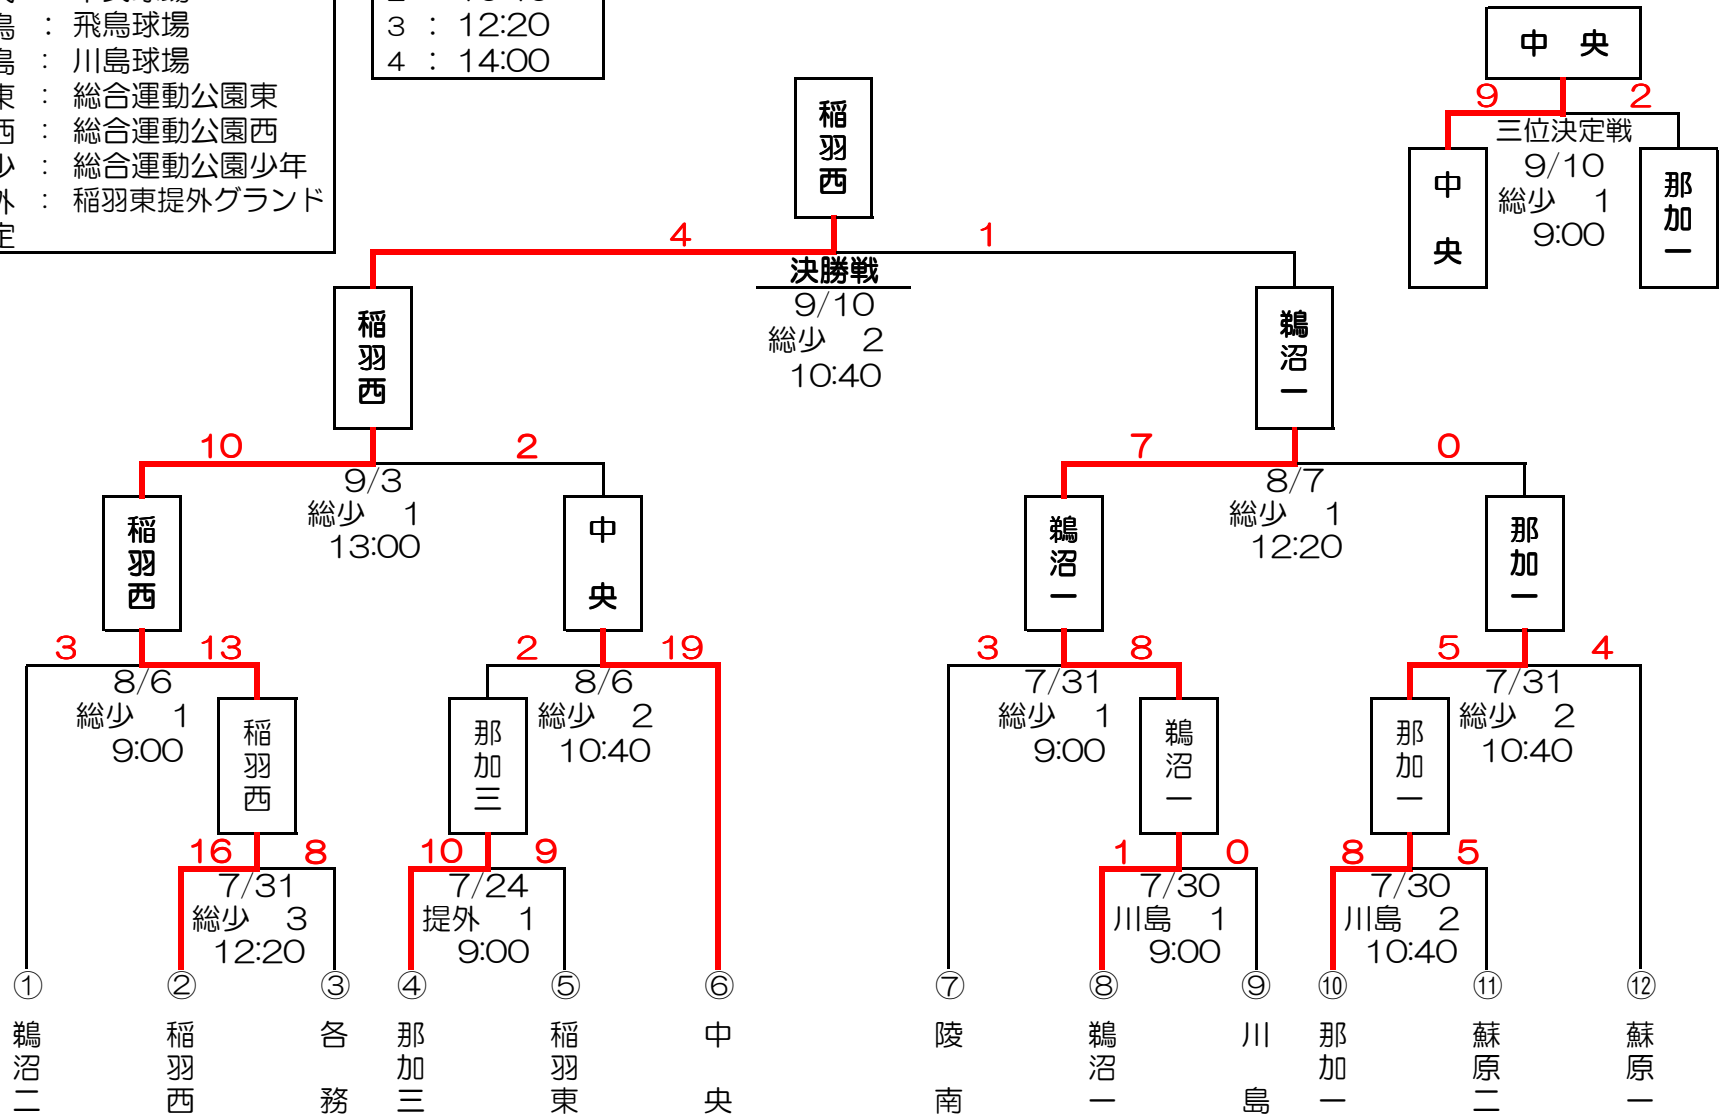 島 : 飛鳥球場
島 : 川島球場
東 : 総合運動公園東
西 : 総合運動公園西
少 : 総合運動公園少年
外 : 稲羽東提外グランド
定
3 : 12:20
4 : 14:00
中 央
9 2
三位決定戦
9/10
総少 1
9:00
中央
那加一
稲羽西
4 1
決勝戦
9/10
総少 2
10:40
稲羽西
鵜沼一
10 2
9/3
総少 1
13:00
7 0
8/7
総少 1
12:20
稲羽西
中央
鵜沼一
那加一
3 13
8/6
総少 1
9:00
2 19
8/6
総少 2
10:40
3 8
7/31
総少 1
9:00
5 4
7/31
総少 2
10:40
稲羽西
那加三
鵜沼一
那加一
16 8
7/31
総少 3
12:20
10 9
7/24
提外 1
9:00
1 0
7/30
川島 1
9:00
8 5
7/30
川島 2
10:40
① ② ③ ④ ⑤ ⑥ ⑦ ⑧ ⑨ ⑩ ⑪ ⑫
鵜沼二
稲羽西
各務
那加三
稲羽東
中央
陵南
鵜沼一
川島
那加一
蘇原二
蘇原一